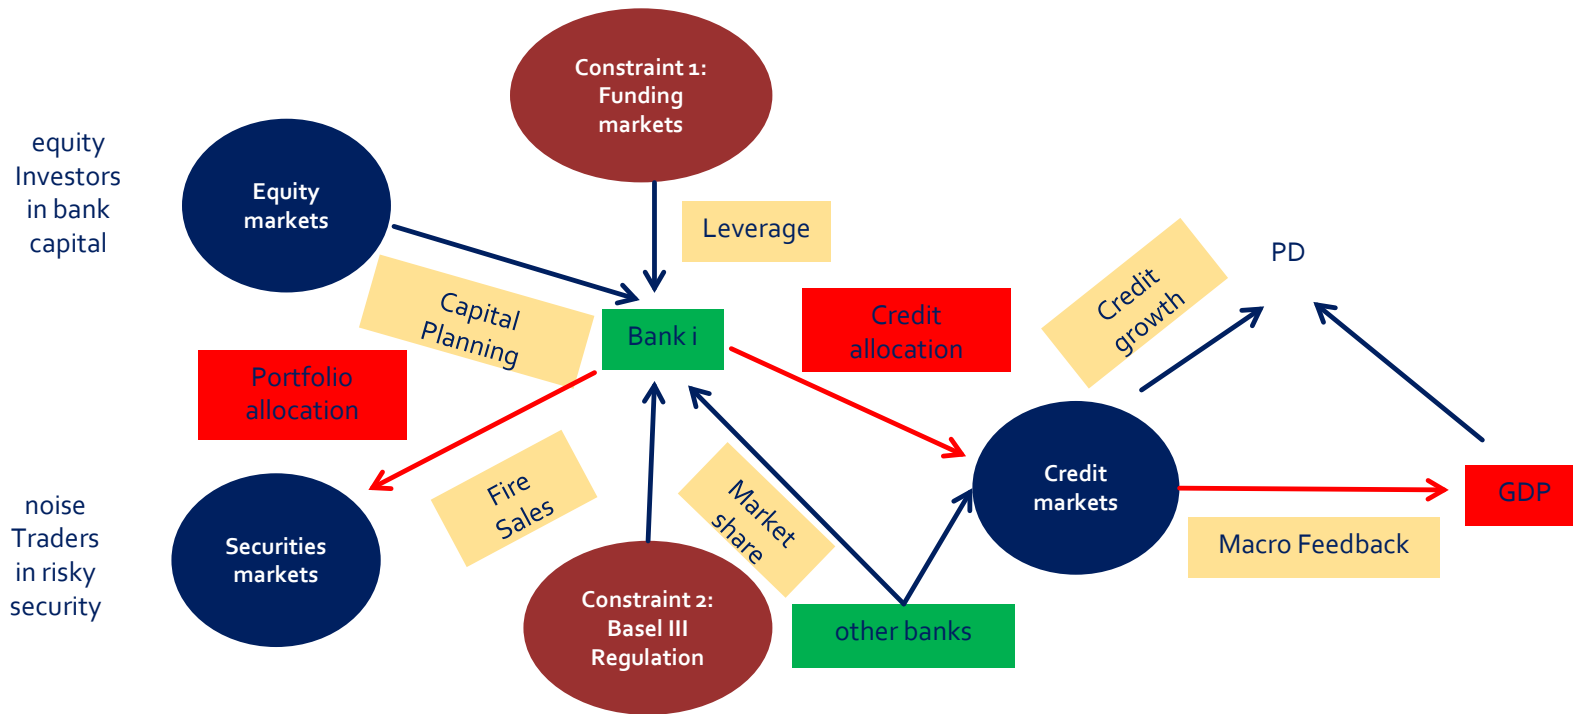 Constraint 1:
Funding
markets
equity
Investors
in bank
capital
Equity
markets
Leverage
Capital
Planning
Bank i
Credit
allocation
Credit
growth
PD
Portfolio
allocation
Fire
Sales
Market
share
Credit
markets
GDP
Macro Feedback
noise
Traders
in risky
security
Securities
markets
Constraint 2:
Basel III
Regulation
other banks